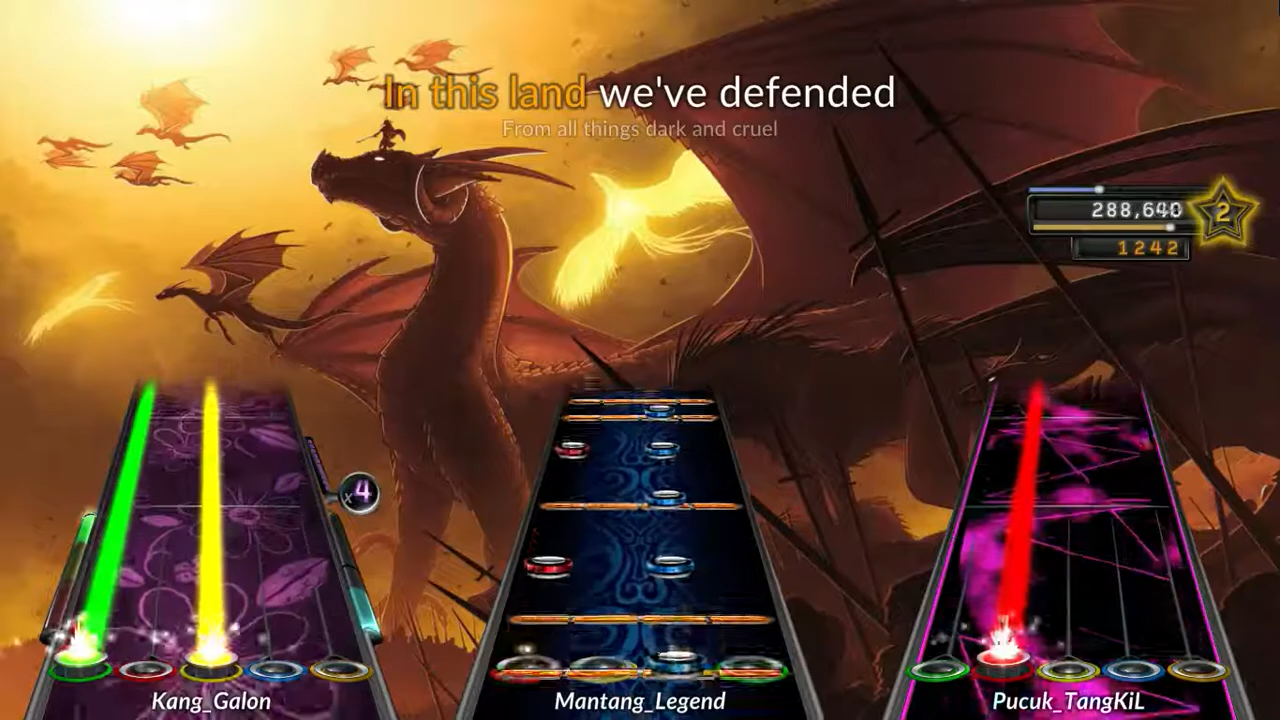 In this land we've defended
From all things dark and cruel
288,640
2
1242
x4
Kang_Galon
Mantang_Legend
Pucuk_TangKiL